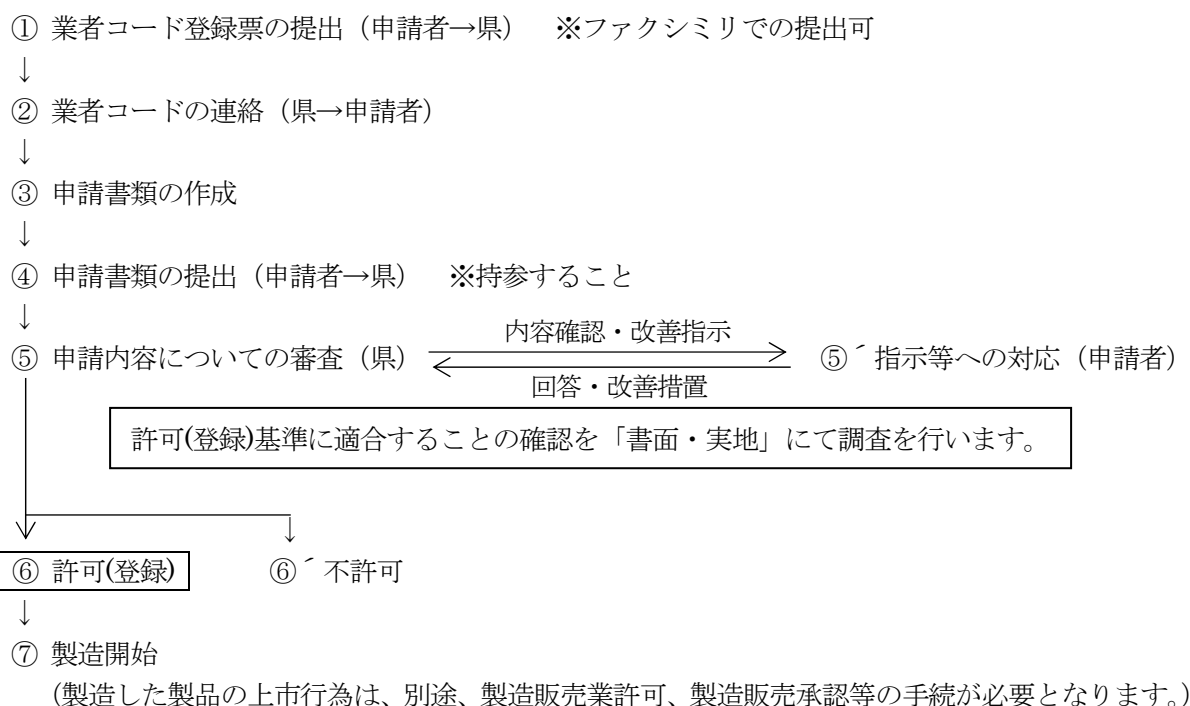 ① 業者コード登録票の提出（申請者→県）　※ファクシミリでの提出可
↓
② 業者コードの連絡（県→申請者）
↓
③ 申請書類の作成
↓
④ 申請書類の提出（申請者→県）　※持参すること
↓
内容確認・改善指示
⑤ 申請内容についての審査（県）　⑤´指示等への対応（申請者）
回答・改善措置
許可(登録)基準に適合することの確認を「書面・実地」にて調査を行います。
↓
⑥ 許可(登録)　⑥´不許可
↓
⑦ 製造開始
(製造した製品の上市行為は、別途、製造販売業許可、製造販売承認等の手続が必要となります。)